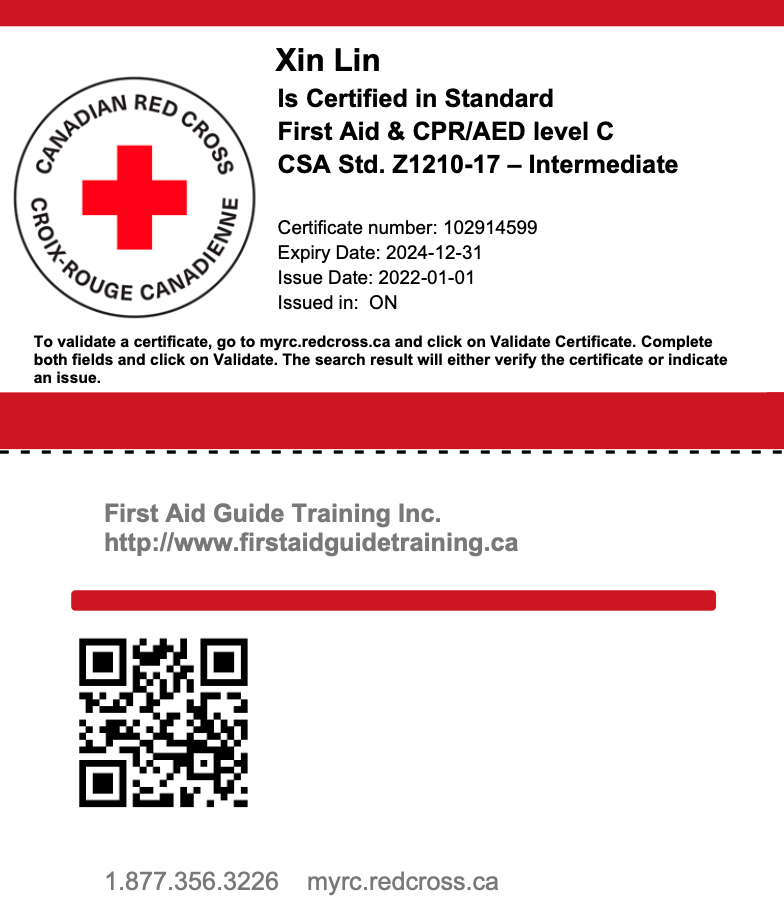 CANADIAN RED CROSS
CROIX-ROUGE CANADIENNE
Xin Lin
Is Certified in Standard
First Aid & CPR/AED level C
CSA Std. Z1210-17 – Intermediate
Certificate number: 102914599
Expiry Date: 2024-12-31
Issue Date: 2022-01-01
Issued in:  ON
To validate a certificate, go to myrc.redcross.ca and click on Validate Certificate. Complete
both fields and click on Validate. The search result will either verify the certificate or indicate
an issue.
First Aid Guide Training Inc.
http://www.firstaidguidetraining.ca
1.877.356.3226    myrc.redcross.ca